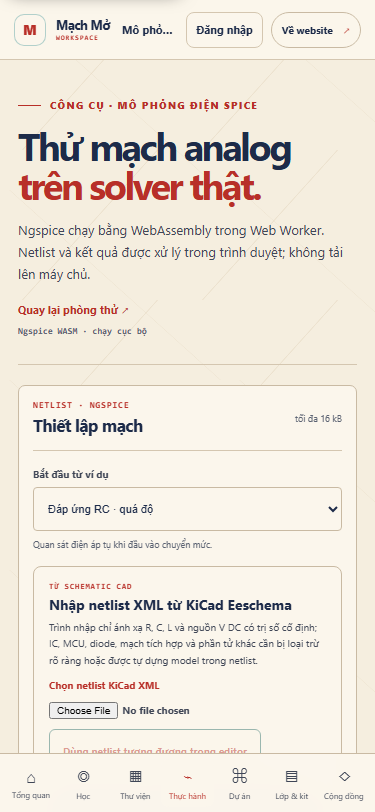 M
Mạch Mở
WORKSPACE
Mô phỏ...
Đăng nhập
Về website ↗
CÔNG CỤ · MÔ PHỎNG ĐIỆN SPICE
Thử mạch analog
trên solver thật.
Ngspice chạy bằng WebAssembly trong Web Worker.
Netlist và kết quả được xử lý trong trình duyệt; không tải
lên máy chủ.
Quay lại phòng thử ↗
Ngspice WASM · chạy cục bộ
NETLIST · NGSPICE
Thiết lập mạch
tối đa 16 kB
Bắt đầu từ ví dụ
Đáp ứng RC · quá độ
Quan sát điện áp tụ khi đầu vào chuyển mức.
TỪ SCHEMATIC CAD
Nhập netlist XML từ KiCad Eeschema
Trình nhập chỉ ánh xạ R, C, L và nguồn V DC có trị số cố định;
IC, MCU, diode, mạch tích hợp và phần tử khác cần bị loại trừ
rõ ràng hoặc được tự dựng model trong netlist.
Chọn netlist KiCad XML
Choose File No file chosen
Dùng netlist tương đương trong editor
Tổng quan
Học
Thư viện
Thực hành
Dự án
Lớp & kit
Cộng đồng